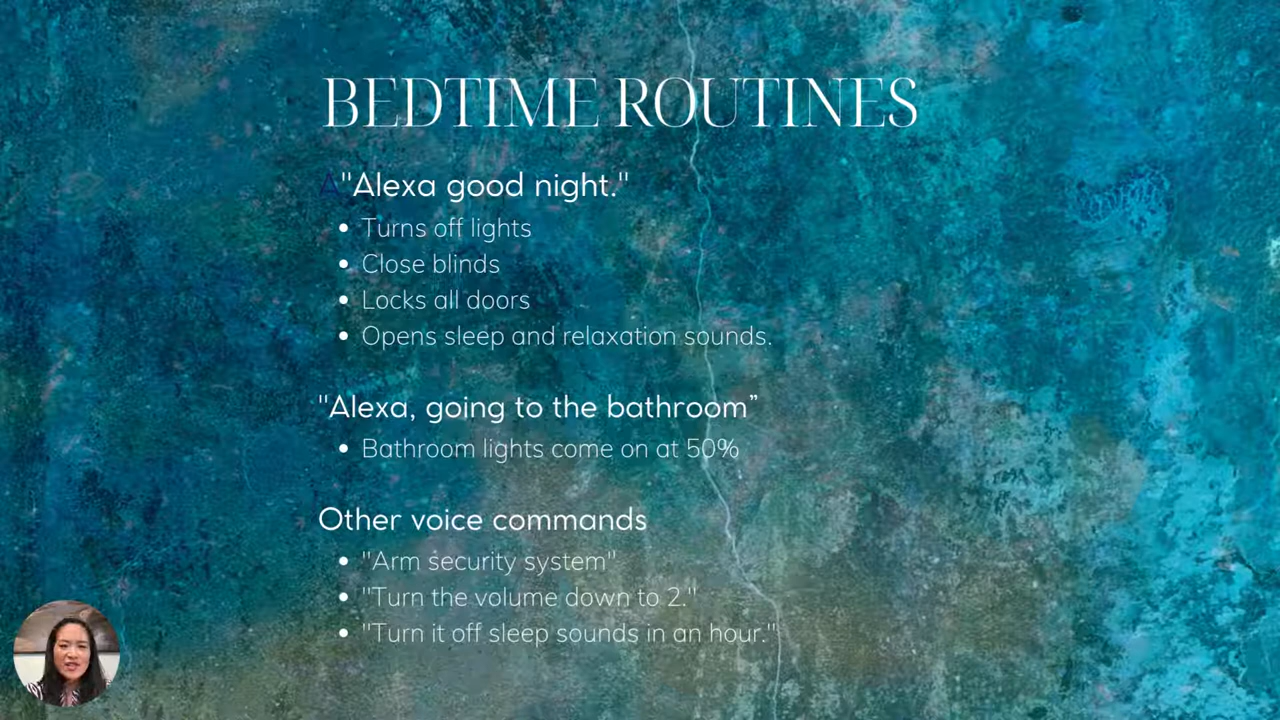 BEDTIME ROUTINES
A"Alexa good night."
• Turns off lights
• Close blinds
• Locks all doors
• Opens sleep and relaxation sounds.
"Alexa, going to the bathroom”
• Bathroom lights come on at 50%
Other voice commands
• "Arm security system"
• "Turn the volume down to 2."
• "Turn it off sleep sounds in an hour."